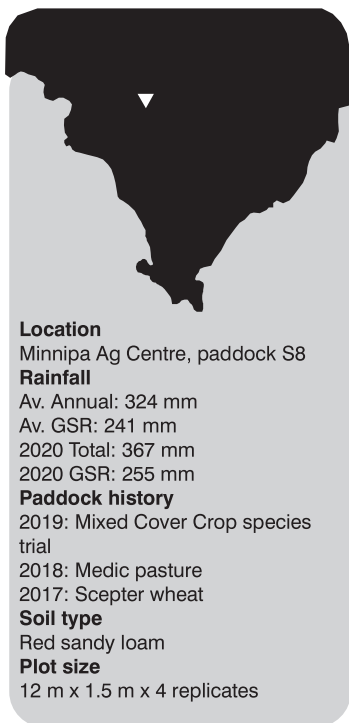 Location
Minnipa Ag Centre, paddock S8
Rainfall
Av. Annual: 324 mm
Av. GSR: 241 mm
2020 Total: 367 mm
2020 GSR: 255 mm
Paddock history
2019: Mixed Cover Crop species
trial
2018: Medic pasture
2017: Scepter wheat
Soil type
Red sandy loam
Plot size
12 m x 1.5 m x 4 replicates